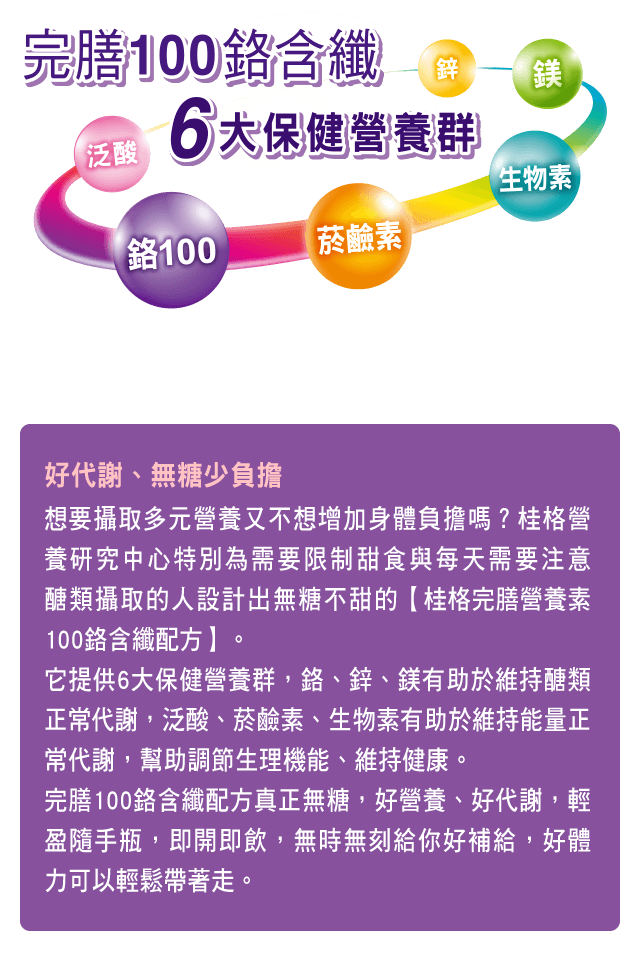 完膳100鉻含纖
6大保健營養群
鋅
鎂
泛酸
生物素
菸鹼素
鉻100
好代謝、無糖少負擔
想要攝取多元營養又不想增加身體負擔嗎？桂格營
養研究中心特別為需要限制甜食與每天需要注意
醣類攝取的人設計出無糖不甜的【桂格完膳營養素
100鉻含纖配方】。
它提供6大保健營養群，鉻、鋅、鎂有助於維持醣類
正常代謝，泛酸、菸鹼素、生物素有助於維持能量正
常代謝，幫助調節生理機能、維持健康。
完膳100鉻含纖配方真正無糖，好營養、好代謝，輕
盈隨手瓶，即開即飲，無時無刻給你好補給，好體
力可以輕鬆帶著走。